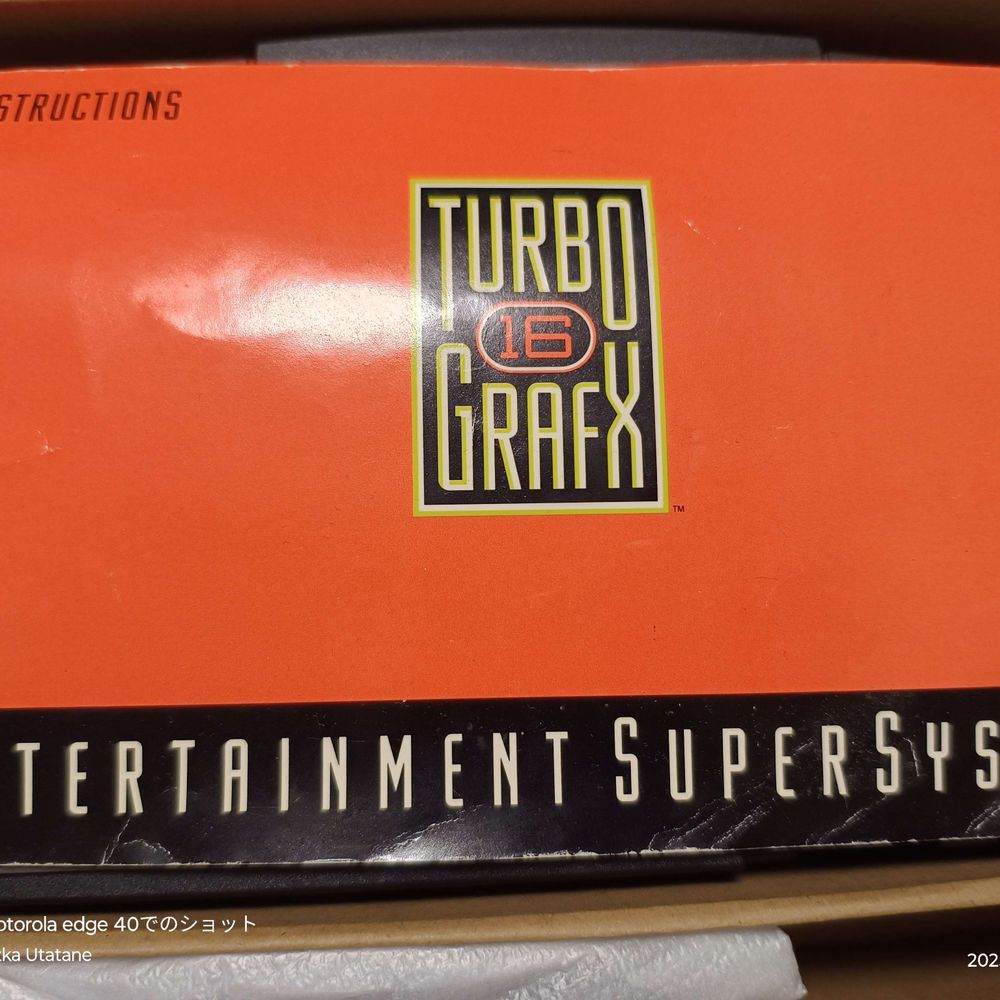 STRUCTIONS
TURBO
16
GRAFX
TM
TERTAINMENT SUPERSYS
otorola edge 40でのショット
ka Utatane
202